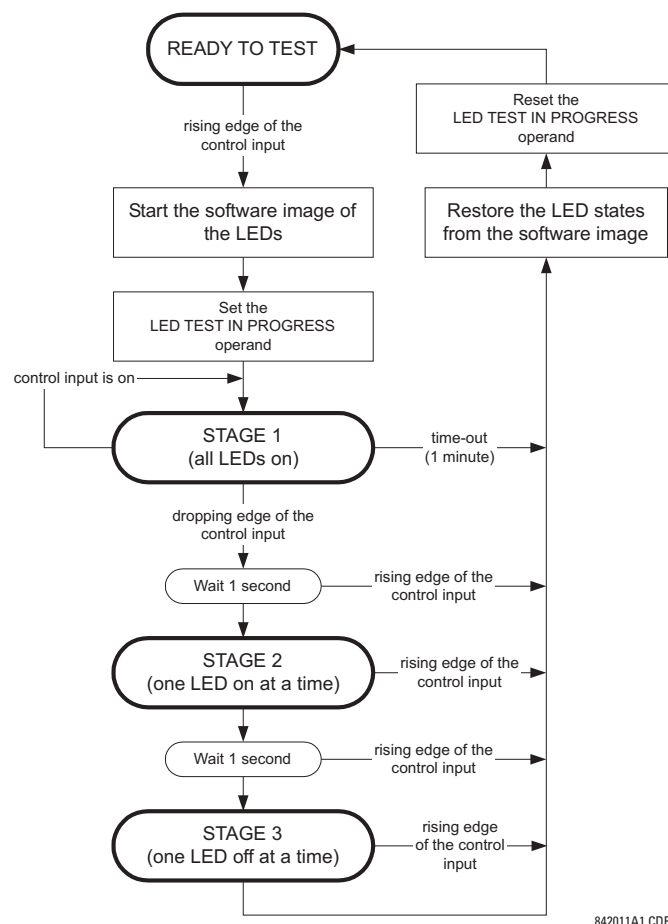 READY TO TEST
rising edge of the
control input
Start the software image of
the LEDs
Set the
LED TEST IN PROGRESS
operand
control input is on
STAGE 1
(all LEDs on)
time-out
(1 minute)
dropping edge of the
control input
Wait 1 second
rising edge of the
control input
STAGE 2
(one LED on at a time)
rising edge of the
control input
Wait 1 second
rising edge of the
control input
STAGE 3
(one LED off at a time)
rising edge
of the control
input
Reset the
LED TEST IN PROGRESS
operand
Restore the LED states
from the software image
842011A1.CDR